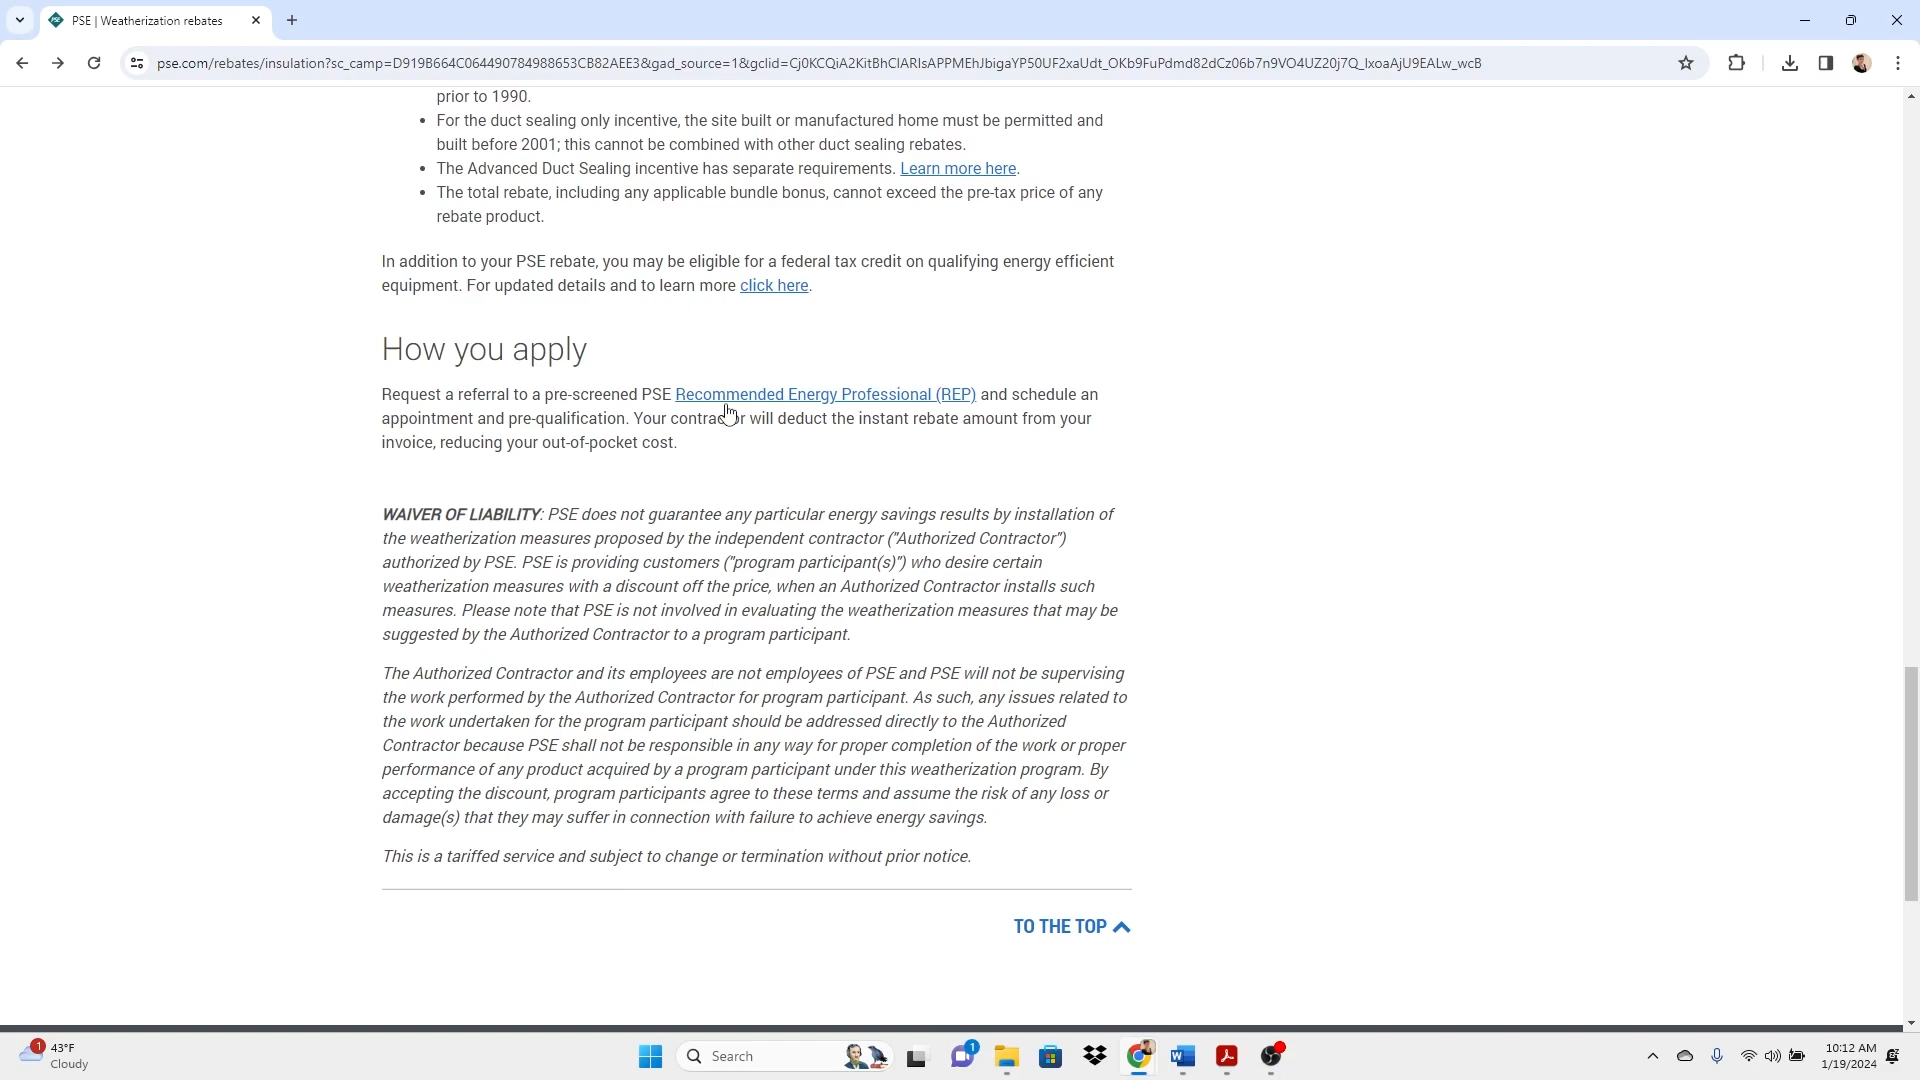 PSE | Weatherization rebates
pse.com/rebates/insulation?sc_camp=D919B664C064490784988653CB82AEE3&gad_source=1&gclid=Cj0KCQiA2KitBhCIARIsAPPMEhJbigaYP50UF2xaUdt_OKb9FuPdmd82dCz06b7n9VO4UZ20j7Q_lxoaAjU9EALw_wcB
prior to 1990.
• For the duct sealing only incentive, the site built or manufactured home must be permitted and
built before 2001; this cannot be combined with other duct sealing rebates.
• The Advanced Duct Sealing incentive has separate requirements. Learn more here.
• The total rebate, including any applicable bundle bonus, cannot exceed the pre-tax price of any
rebate product.
In addition to your PSE rebate, you may be eligible for a federal tax credit on qualifying energy efficient
equipment. For updated details and to learn more click here.
How you apply
Request a referral to a pre-screened PSE Recommended Energy Professional (REP) and schedule an
appointment and pre-qualification. Your contractor will deduct the instant rebate amount from your
invoice, reducing your out-of-pocket cost.
WAIVER OF LIABILITY: PSE does not guarantee any particular energy savings results by installation of
the weatherization measures proposed by the independent contractor ("Authorized Contractor")
authorized by PSE. PSE is providing customers ("program participant(s)") who desire certain
weatherization measures with a discount off the price, when an Authorized Contractor installs such
measures. Please note that PSE is not involved in evaluating the weatherization measures that may be
suggested by the Authorized Contractor to a program participant.
The Authorized Contractor and its employees are not employees of PSE and PSE will not be supervising
the work performed by the Authorized Contractor for program participant. As such, any issues related to
the work undertaken for the program participant should be addressed directly to the Authorized
Contractor because PSE shall not be responsible in any way for proper completion of the work or proper
performance of any product acquired by a program participant under this weatherization program. By
accepting the discount, program participants agree to these terms and assume the risk of any loss or
damage(s) that they may suffer in connection with failure to achieve energy savings.
This is a tariffed service and subject to change or termination without prior notice.
TO THE TOP
1
43°F
Cloudy
Search
1
10:12 AM
1/19/2024